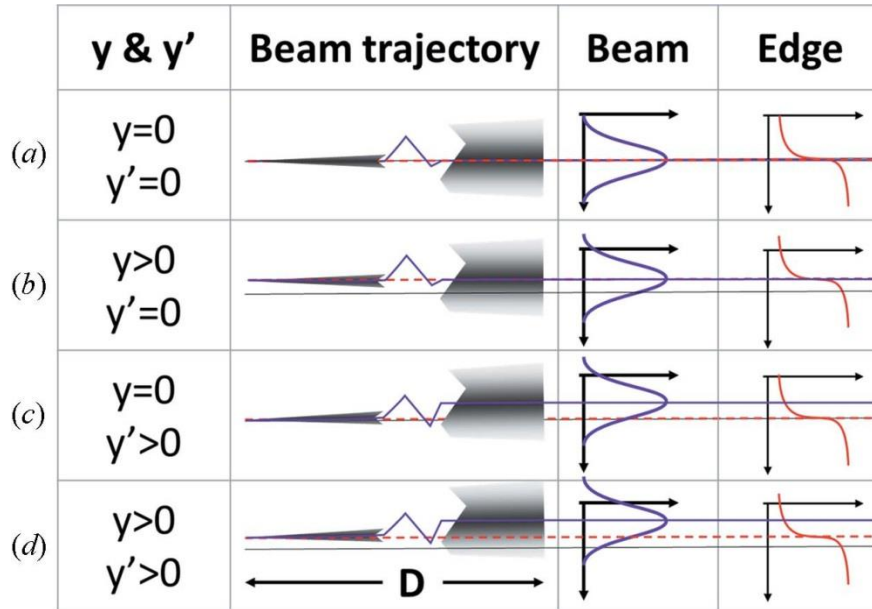 y & y’ Beam trajectory Beam Edge
(a)
y=0
y’=0
(b)
y>0
y’=0
(c)
y=0
y’>0
(d)
y>0
y’>0
D